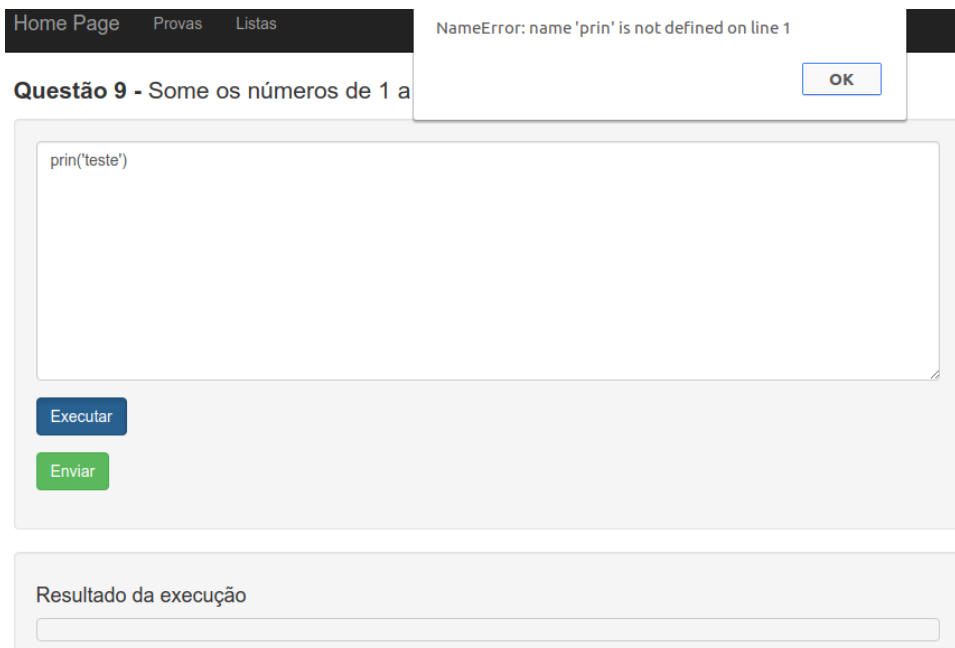 Home Page Provas Listas
NameError: name 'prin' is not defined on line 1
OK
Questão 9 - Some os números de 1 a
prin('teste')
Executar
Enviar
Resultado da execução